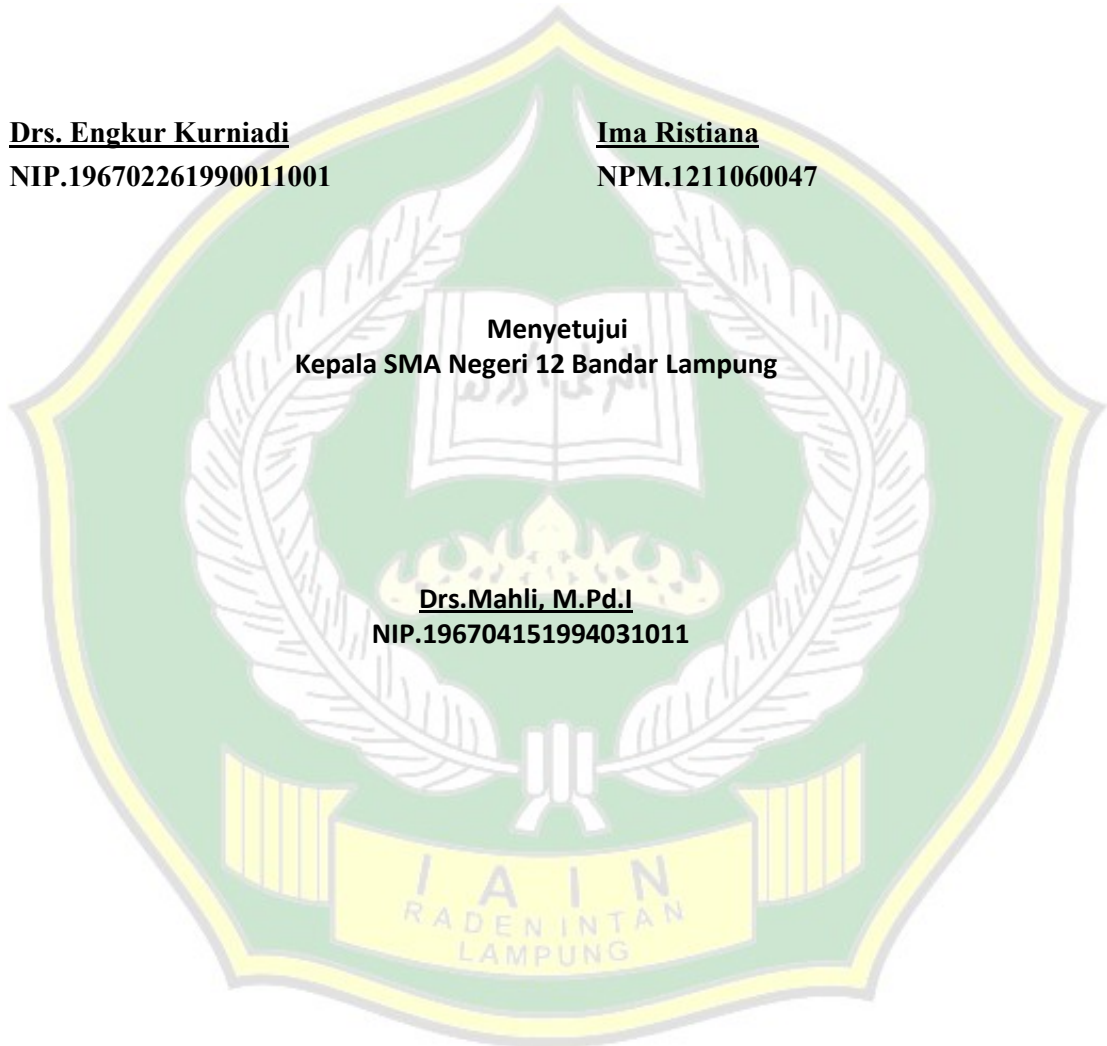 Drs. Engkur Kurniadi
Ima Ristiana
NIP.196702261990011001
NPM.1211060047
Menyetujui
Kepala SMA Negeri 12 Bandar Lampung
Drs.Mahli, M.Pd.I
NIP.196704151994031011
I A I N
RADEN INTAN
LAMPUNG